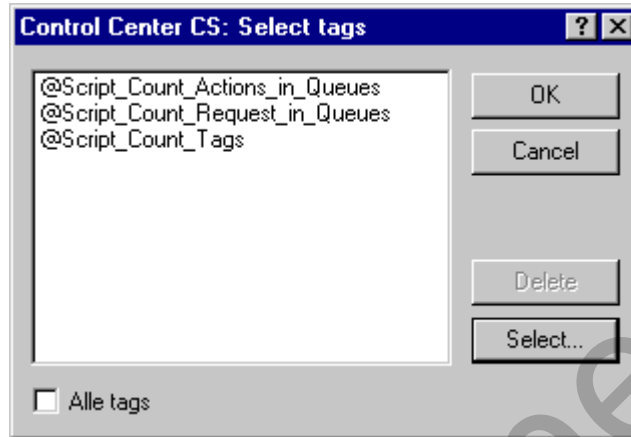 Control Center CS: Select tags
@Script_Count_Actions_in_Queues
@Script_Count_Request_in_Queues
@Script_Count_Tags
OK
Cancel
Delete
Select...
Alle tags